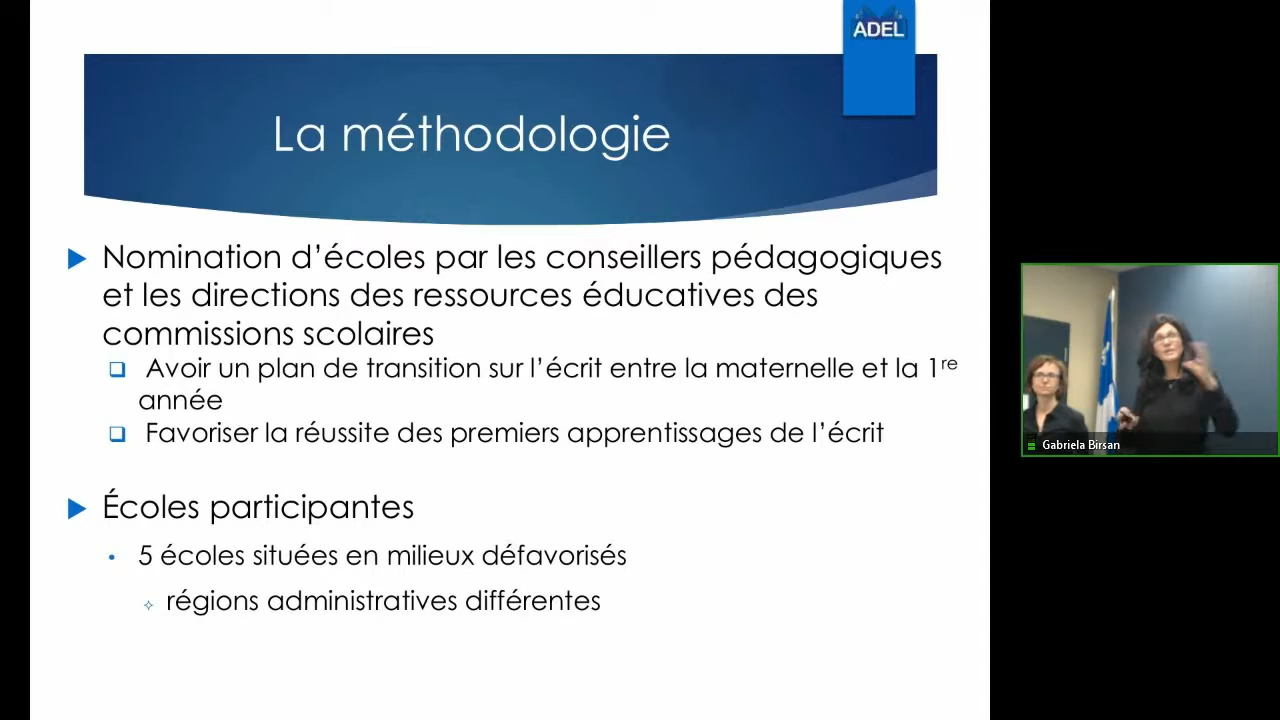 ADEL
La méthodologie
Nomination d’écoles par les conseillers pédagogiques
et les directions des ressources éducatives des
commissions scolaires
Avoir un plan de transition sur l’écrit entre la maternelle et la 1re
année
Favoriser la réussite des premiers apprentissages de l’écrit
Écoles participantes
5 écoles situées en milieux défavorisés
régions administratives différentes
Gabriela Birsan